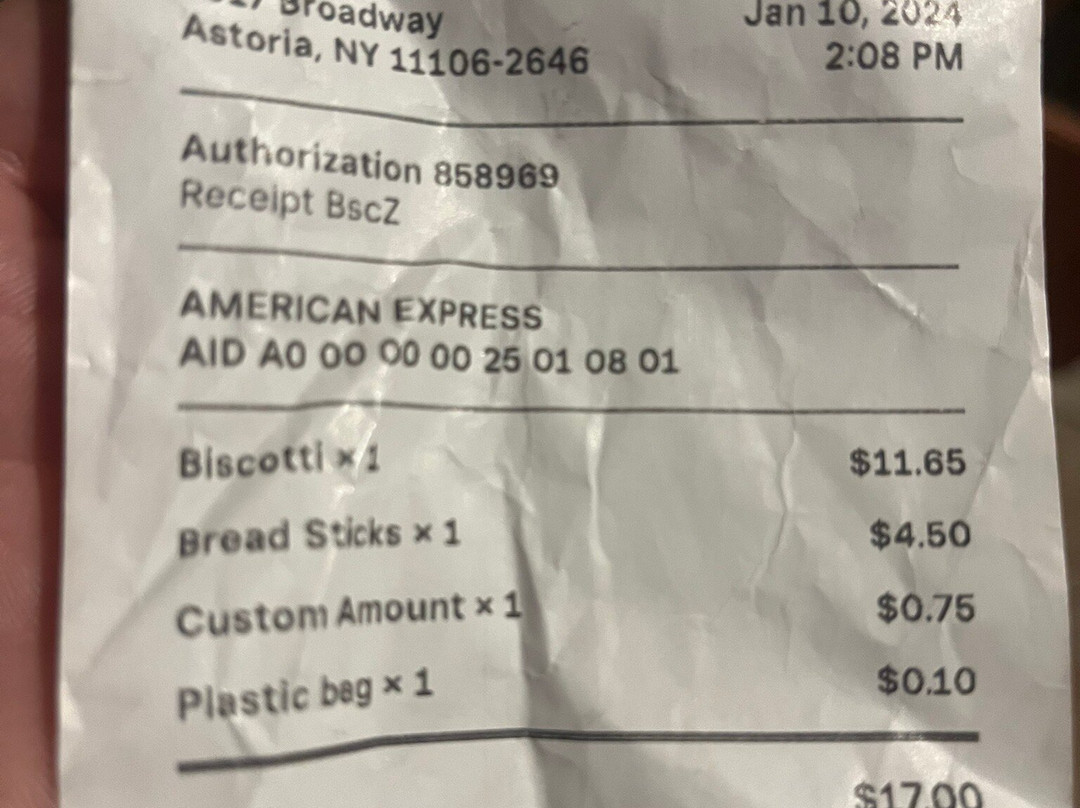 Broadway
Jan 10, 2024
Astoria, NY 11106-2646
2:08 PM
Authorization 858969
Receipt BscZ
AMERICAN EXPRESS
AID A0 00 00 00 25 01 08 01
Biscotti × 1 $11.65
Bread Sticks × 1 $4.50
Custom Amount × 1 $0.75
Plastic bag × 1 $0.10
$17.00